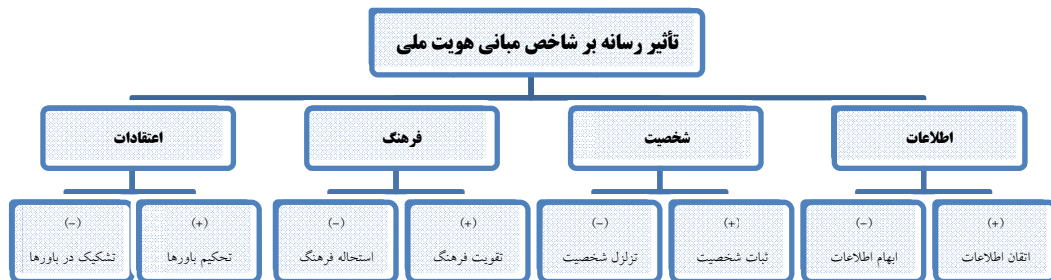 تأثیر رسانه بر شاخص مبانی هویت ملی
اطلاعات
شخصیت
فرهنگ
اعتقادات
(+)
اتقان اطلاعات
(-)
ابهام اطلاعات
(+)
ثبات شخصیت
(-)
تزلزل شخصیت
(+)
تقویت فرهنگ
(-)
استحاله فرهنگ
(+)
تحکیم باورها
(-)
تشکیک در باورها